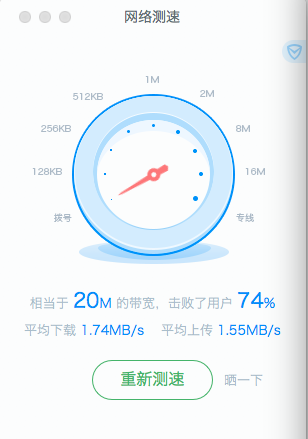 网络测速
1M
512KB
2M
256KB
8M
128KB
16M
拨号
专线
相当于 20M 的带宽，击败了用户 74%
平均下载 1.74MB/s 平均上传 1.55MB/s
重新测速 晒一下